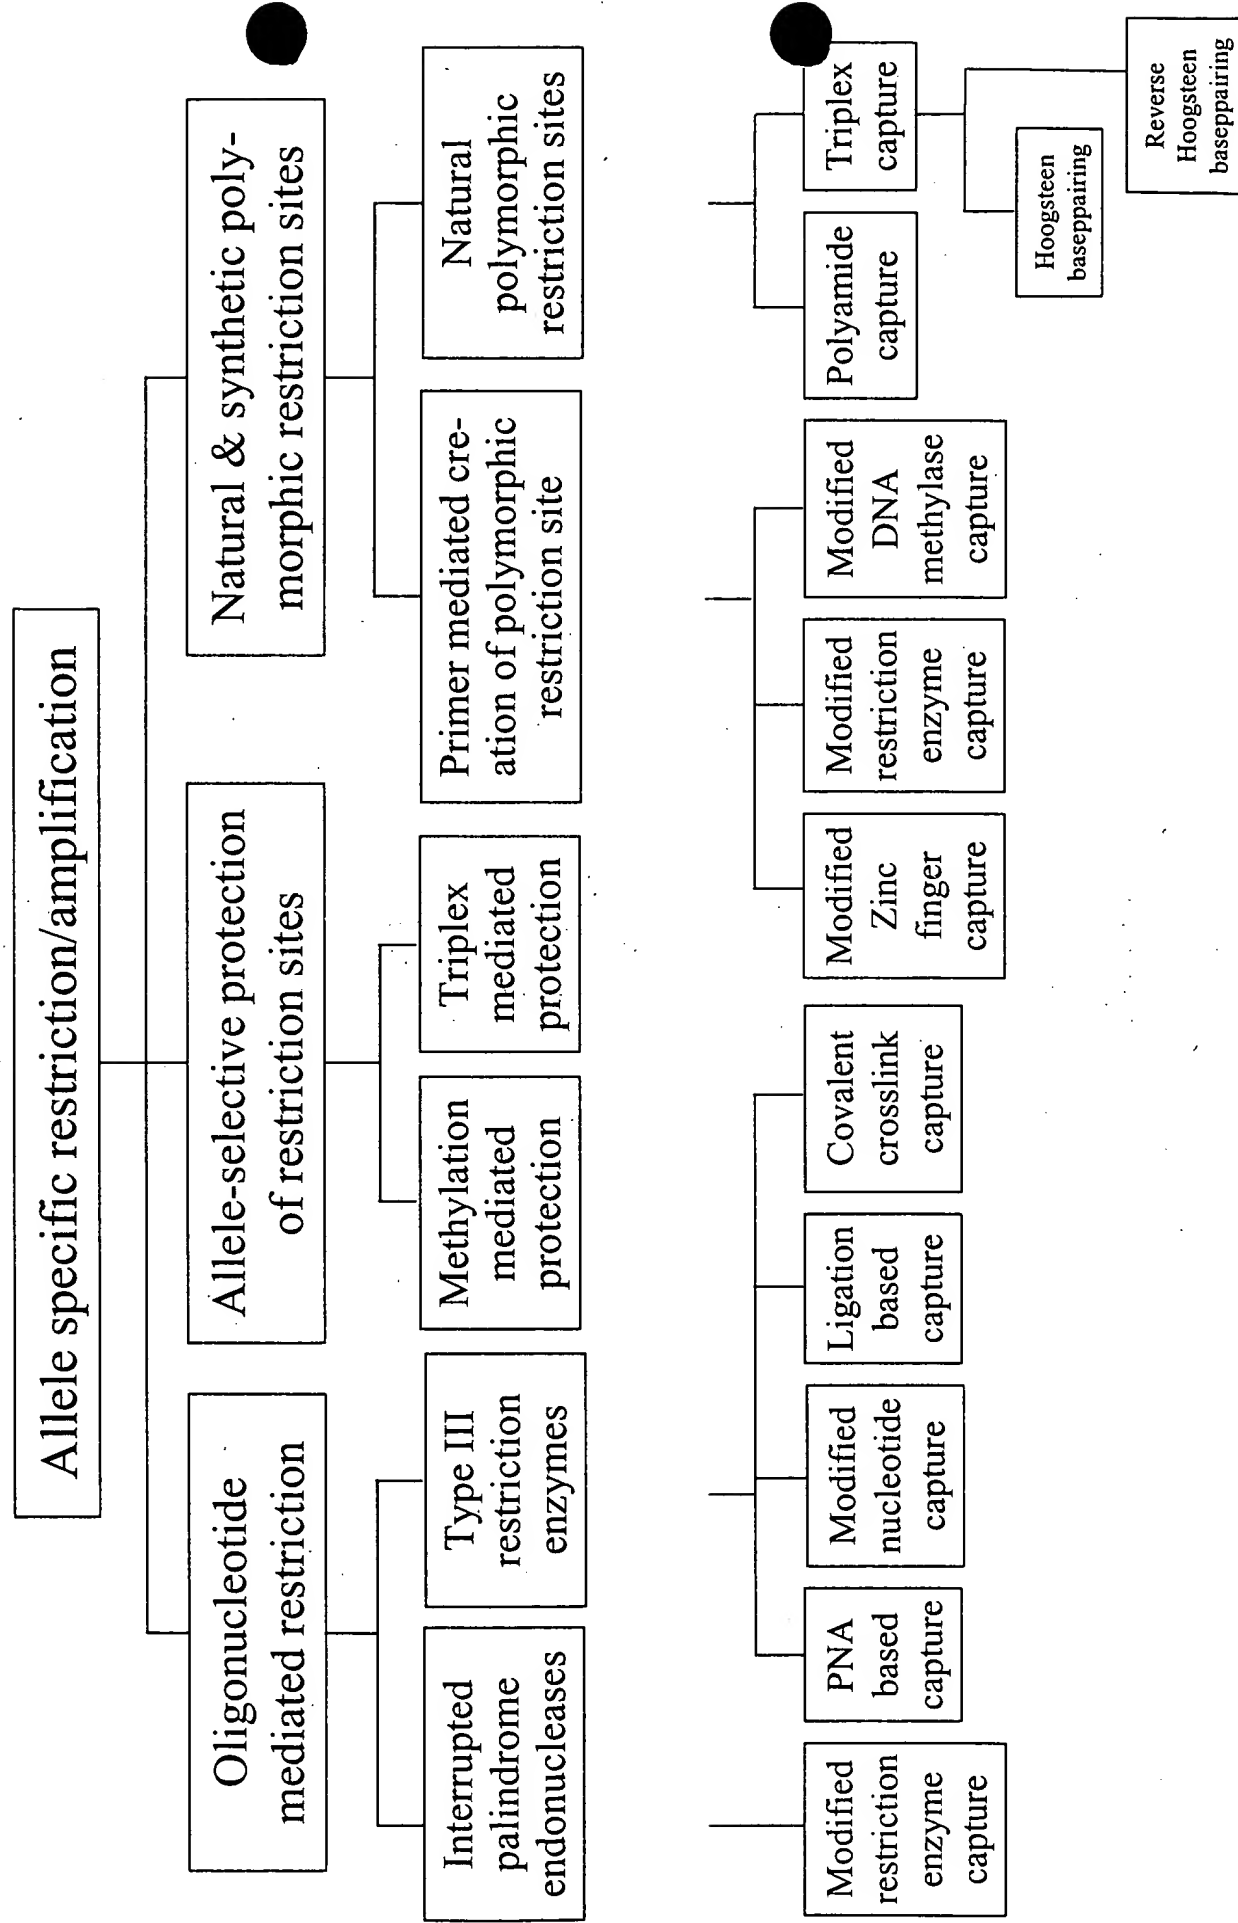 Allele specific restriction/amplification
Oligonucleotide
mediated restriction
Allele-selective protection
of restriction sites
Natural & synthetic poly-
morphic restriction sites
Interrupted
palindrome
endonucleases
Type III
restriction
enzymes
Methylation
mediated
protection
Triplex
mediated
protection
Primer mediated cre-
ation of polymorphic
restriction site
Natural
polymorphic
restriction sites
Modified
restriction
enzyme
capture
PNA
based
capture
Modified
nucleotide
capture
Ligation
based
capture
Covalent
crosslink
capture
Modified
Zinc
finger
capture
Modified
restriction
enzyme
capture
Modified
DNA
methylase
capture
Polyamide
capture
Triplex
capture
Hoogsteen
baseppairing
Reverse
Hoogsteen
baseppairing